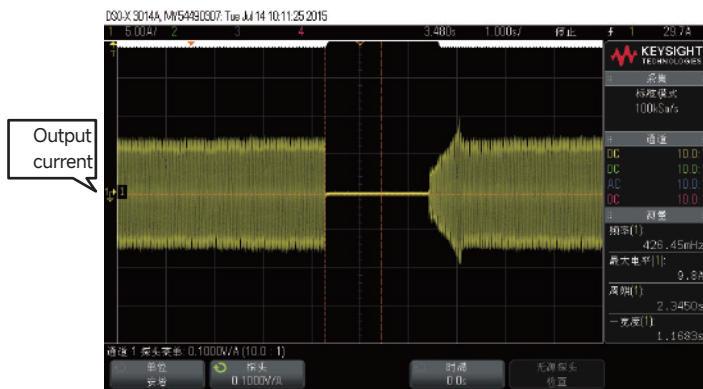 DSO-X 3014A, MY54490307: Tue Jul 14 10:11:25 2015
1 5.00A/ 2 3 4 3.480s 1.000s/ 停止 1 29.7A
KEYSIGHT
TECHNOLOGIES
采集
标准模式
100kSa/s
通道
DC 10.0:
DC 10.0:
AC 10.0:
DC 10.0:
测量
频率(1):
426.45mHz
最大电平(1):
9.8A
周期(1):
2.3450s
-宽度(1):
1.1683s
Output
current
1
通道 1 探头菜单: 0.1000V/A (10.0 : 1)
单位
安培
探头
0.1000V/A
时滞
0.0s
无源探头
检查